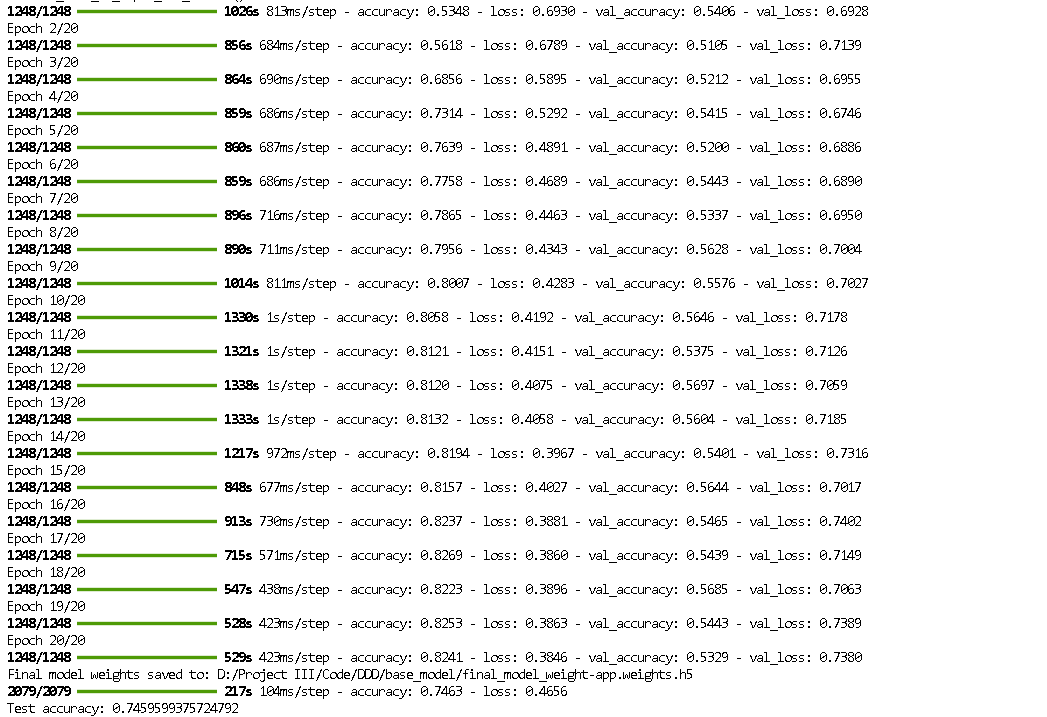 1248/1248 1026s 813ms/step - accuracy: 0.5348 - loss: 0.6930 - val_accuracy: 0.5406 - val_loss: 0.6928
Epoch 2/20
1248/1248 856s 684ms/step - accuracy: 0.5618 - loss: 0.6789 - val_accuracy: 0.5105 - val_loss: 0.7139
Epoch 3/20
1248/1248 864s 690ms/step - accuracy: 0.6856 - loss: 0.5895 - val_accuracy: 0.5212 - val_loss: 0.6955
Epoch 4/20
1248/1248 859s 686ms/step - accuracy: 0.7314 - loss: 0.5292 - val_accuracy: 0.5415 - val_loss: 0.6746
Epoch 5/20
1248/1248 860s 687ms/step - accuracy: 0.7639 - loss: 0.4891 - val_accuracy: 0.5200 - val_loss: 0.6886
Epoch 6/20
1248/1248 859s 686ms/step - accuracy: 0.7758 - loss: 0.4689 - val_accuracy: 0.5443 - val_loss: 0.6890
Epoch 7/20
1248/1248 896s 716ms/step - accuracy: 0.7865 - loss: 0.4463 - val_accuracy: 0.5337 - val_loss: 0.6950
Epoch 8/20
1248/1248 890s 711ms/step - accuracy: 0.7956 - loss: 0.4343 - val_accuracy: 0.5628 - val_loss: 0.7004
Epoch 9/20
1248/1248 1014s 811ms/step - accuracy: 0.8007 - loss: 0.4283 - val_accuracy: 0.5576 - val_loss: 0.7027
Epoch 10/20
1248/1248 1330s 1s/step - accuracy: 0.8058 - loss: 0.4192 - val_accuracy: 0.5646 - val_loss: 0.7178
Epoch 11/20
1248/1248 1321s 1s/step - accuracy: 0.8121 - loss: 0.4151 - val_accuracy: 0.5375 - val_loss: 0.7126
Epoch 12/20
1248/1248 1338s 1s/step - accuracy: 0.8120 - loss: 0.4075 - val_accuracy: 0.5697 - val_loss: 0.7059
Epoch 13/20
1248/1248 1333s 1s/step - accuracy: 0.8132 - loss: 0.4058 - val_accuracy: 0.5604 - val_loss: 0.7185
Epoch 14/20
1248/1248 1217s 972ms/step - accuracy: 0.8194 - loss: 0.3967 - val_accuracy: 0.5401 - val_loss: 0.7316
Epoch 15/20
1248/1248 848s 677ms/step - accuracy: 0.8157 - loss: 0.4027 - val_accuracy: 0.5644 - val_loss: 0.7017
Epoch 16/20
1248/1248 913s 730ms/step - accuracy: 0.8237 - loss: 0.3881 - val_accuracy: 0.5465 - val_loss: 0.7402
Epoch 17/20
1248/1248 715s 571ms/step - accuracy: 0.8269 - loss: 0.3860 - val_accuracy: 0.5439 - val_loss: 0.7149
Epoch 18/20
1248/1248 547s 438ms/step - accuracy: 0.8223 - loss: 0.3896 - val_accuracy: 0.5685 - val_loss: 0.7063
Epoch 19/20
1248/1248 528s 423ms/step - accuracy: 0.8253 - loss: 0.3863 - val_accuracy: 0.5443 - val_loss: 0.7389
Epoch 20/20
1248/1248 529s 423ms/step - accuracy: 0.8241 - loss: 0.3846 - val_accuracy: 0.5329 - val_loss: 0.7380
Final model weights saved to: D:/Project III/Code/DDD/base_model/final_model_weight-app.weights.h5
2079/2079 217s 104ms/step - accuracy: 0.7463 - loss: 0.4656
Test accuracy: 0.7459599375724792